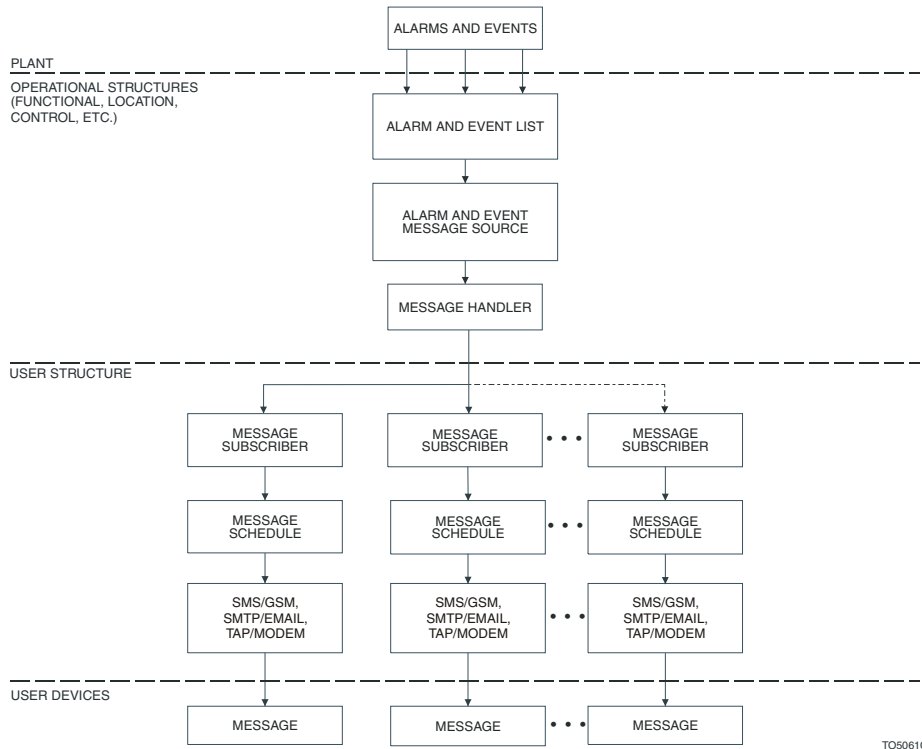 ALARMS AND EVENTS
PLANT
OPERATIONAL STRUCTURES
(FUNCTIONAL, LOCATION,
CONTROL, ETC.)
ALARM AND EVENT LIST
ALARM AND EVENT
MESSAGE SOURCE
MESSAGE HANDLER
USER STRUCTURE
MESSAGE
SUBSCRIBER
MESSAGE
SUBSCRIBER
MESSAGE
SUBSCRIBER
MESSAGE
SCHEDULE
MESSAGE
SCHEDULE
MESSAGE
SCHEDULE
SMS/GSM,
SMTP/EMAIL,
TAP/MODEM
SMS/GSM,
SMTP/EMAIL,
TAP/MODEM
SMS/GSM,
SMTP/EMAIL,
TAP/MODEM
USER DEVICES
MESSAGE
MESSAGE
MESSAGE